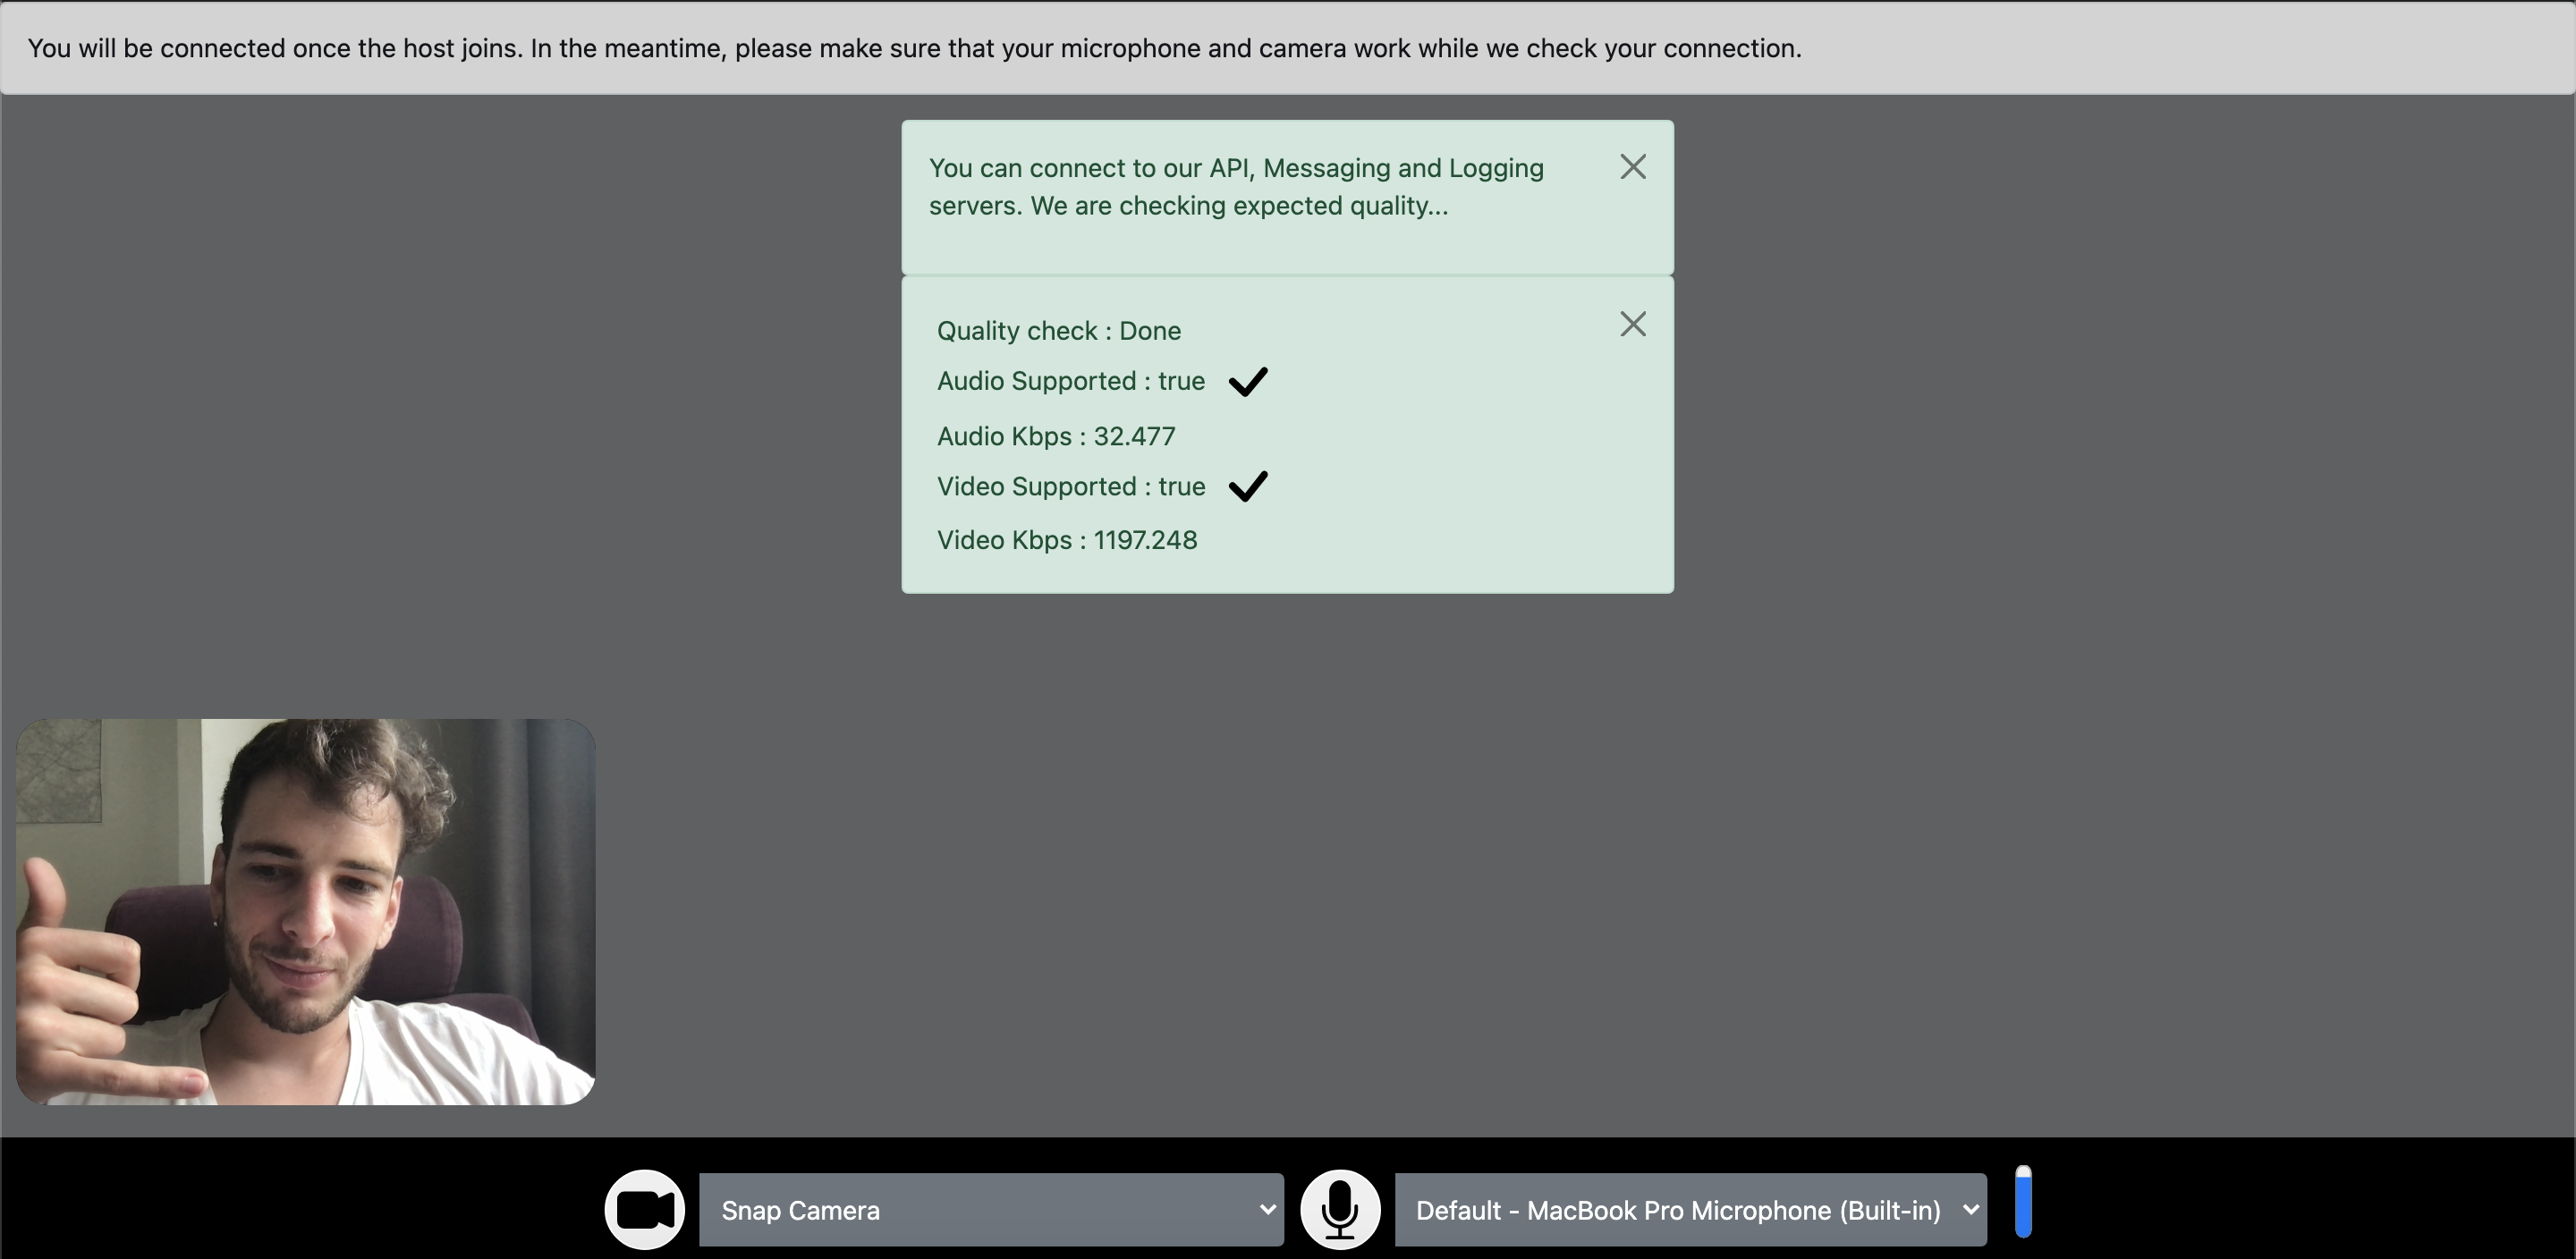 You will be connected once the host joins. In the meantime, please make sure that your microphone and camera work while we check your connection.
You can connect to our API, Messaging and Logging
servers. We are checking expected quality...
Quality check : Done
Audio Supported : true
Audio Kbps : 32.477
Video Supported : true
Video Kbps : 1197.248
Snap Camera
Default - MacBook Pro Microphone (Built-in)